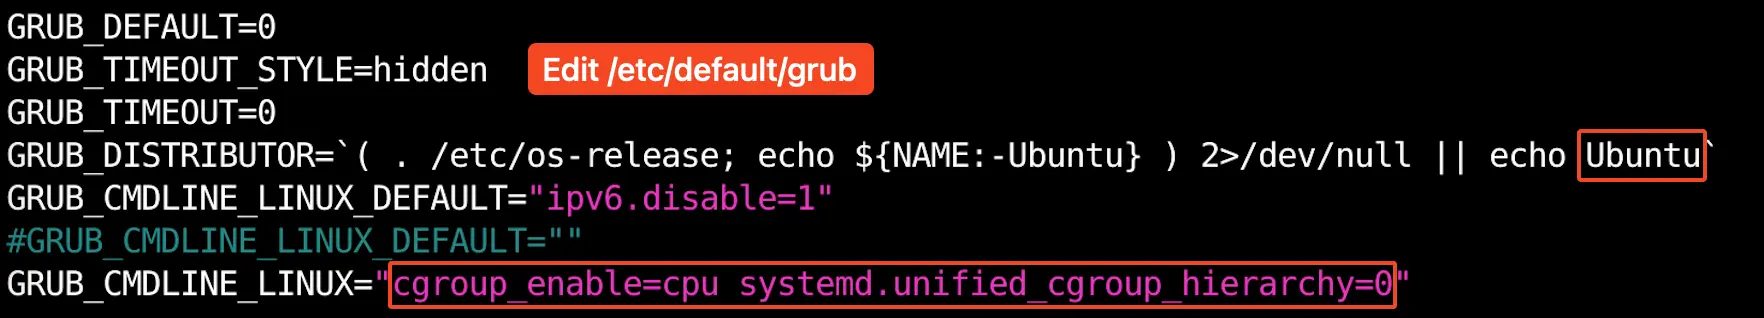 GRUB_DEFAULT=0
GRUB_TIMEOUT_STYLE=hidden Edit /etc/default/grub
GRUB_TIMEOUT=0
GRUB_DISTRIBUTOR=`( . /etc/os-release; echo ${NAME:-Ubuntu} ) 2>/dev/null || echo Ubuntu`
GRUB_CMDLINE_LINUX_DEFAULT="ipv6.disable=1"
#GRUB_CMDLINE_LINUX_DEFAULT=""
GRUB_CMDLINE_LINUX="cgroup_enable=cpu systemd.unified_cgroup_hierarchy=0"